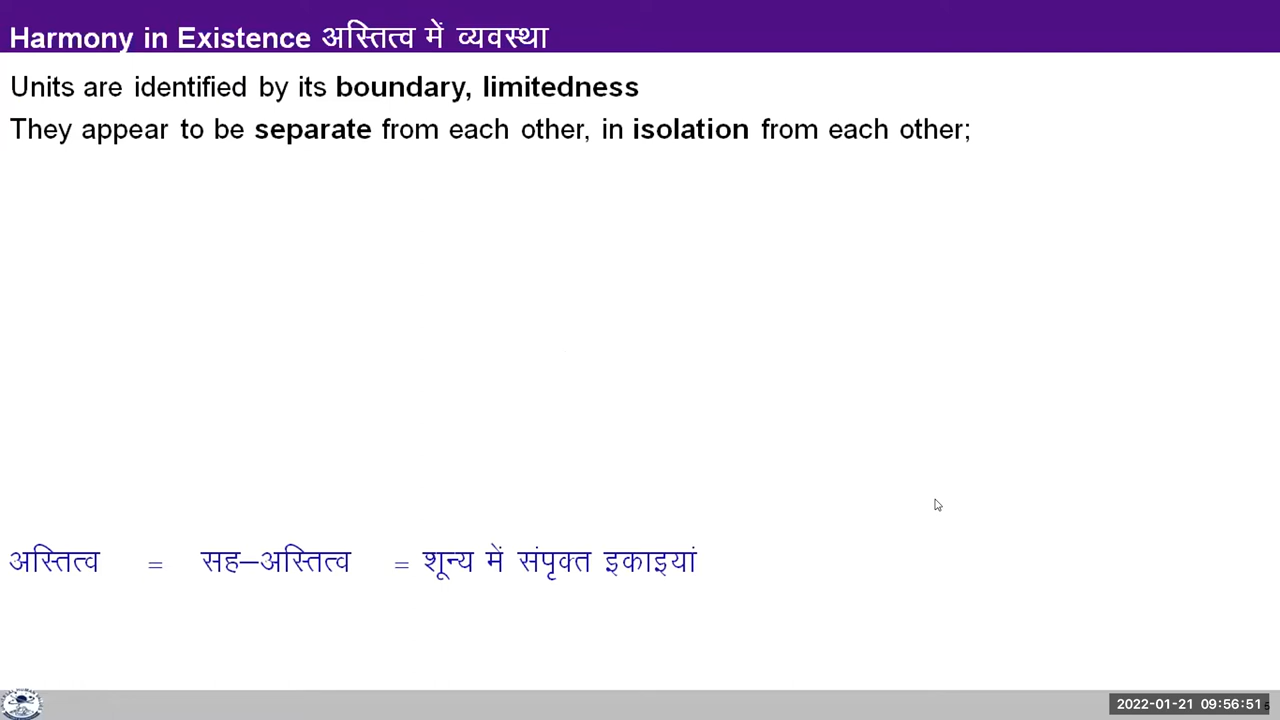 Harmony in Existence अस्तित्व में व्यवस्था
Units are identified by its boundary, limitedness
They appear to be separate from each other, in isolation from each other;
अस्तित्व = सह–अस्तित्व = शून्य में संपृक्त इकाइयां
2022-01-21 09:56:51